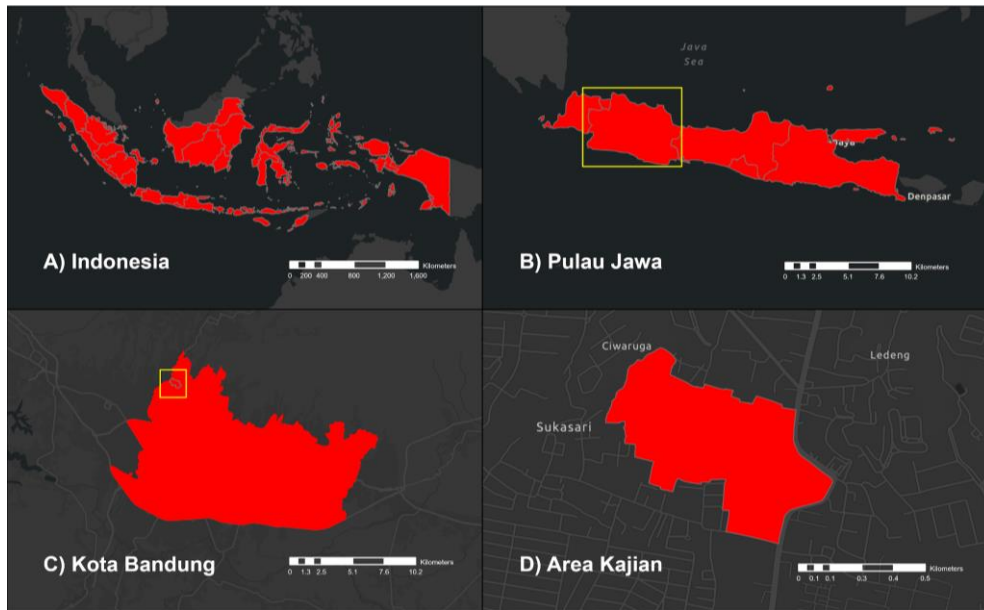 Java
Sea
A) Indonesia
Kilometers
0 200 400 800 1,200 1,600
Denpasar
B) Pulau Jawa
Kilometers
0 1.3 2.5 5.1 7.6 10.2
C) Kota Bandung
Kilometers
0 1.3 2.5 5.1 7.6 10.2
Ciwaruga
Ledeng
Sukasari
D) Area Kajian
Kilometers
0 0.1 0.1 0.3 0.4 0.5